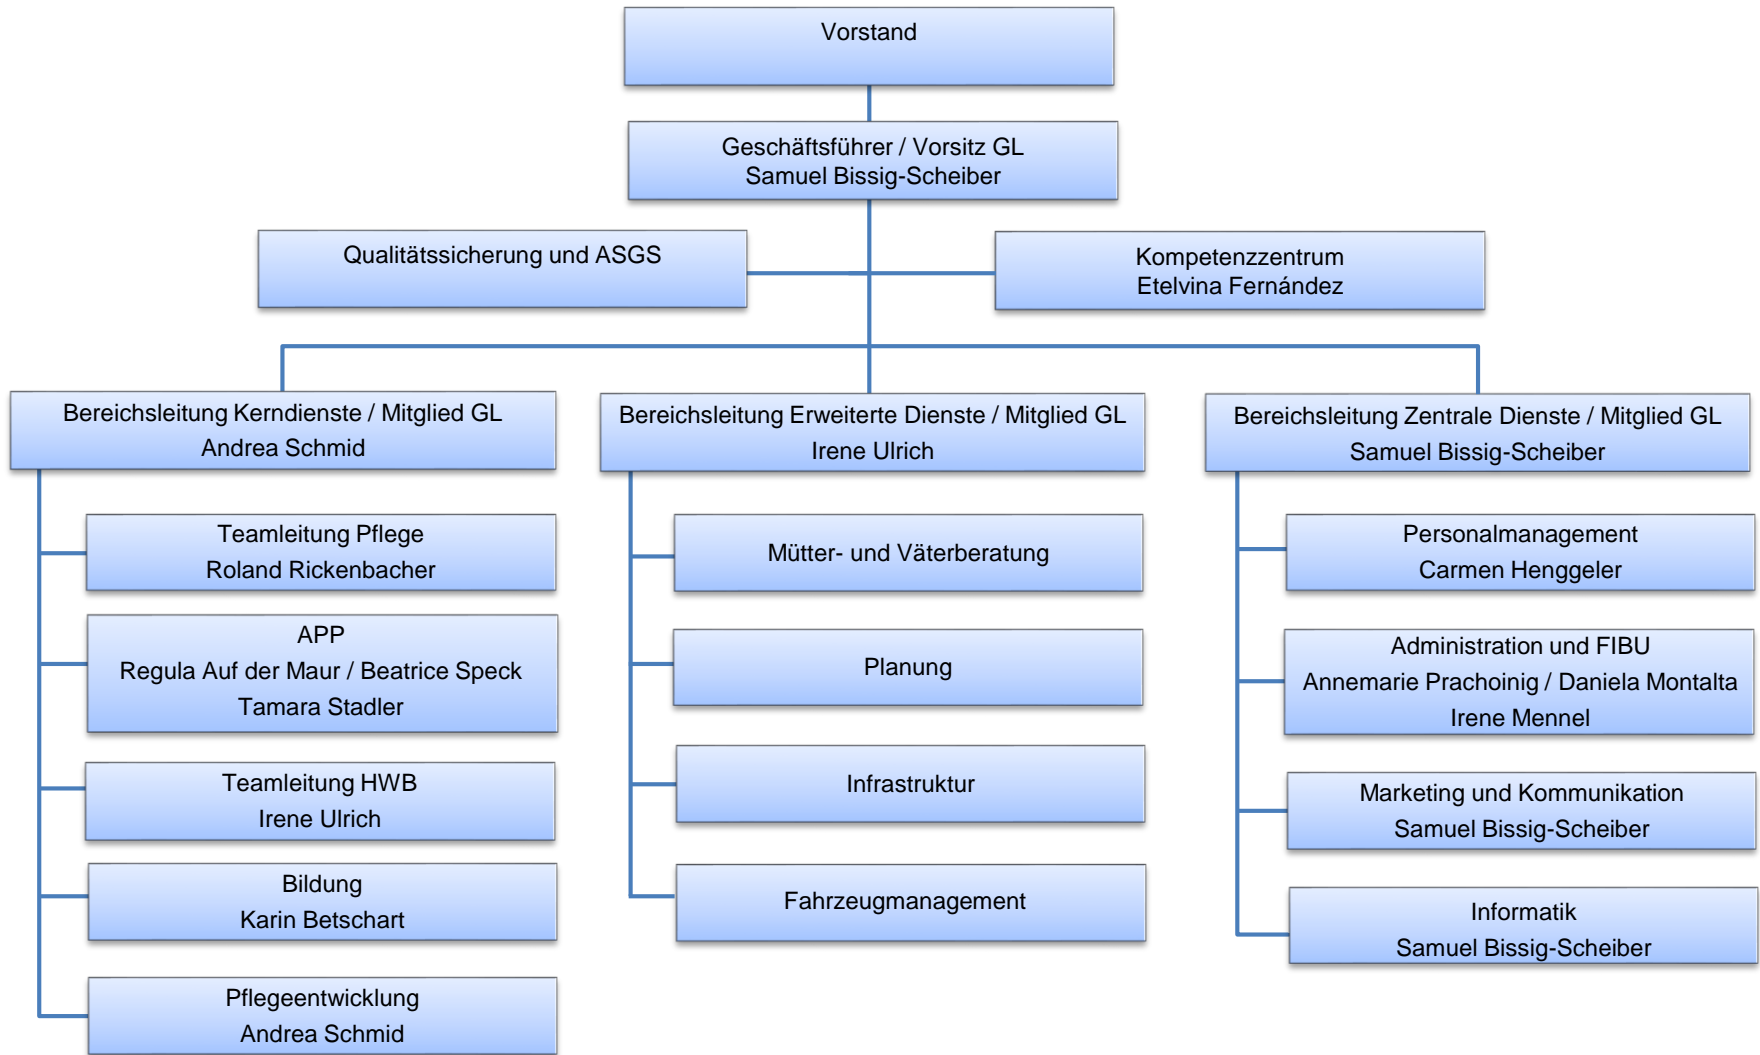 Vorstand
Geschäftsführer / Vorsitz GL
Samuel Bissig-Scheiber
Qualitätssicherung und ASGS
Kompetenzzentrum
Etelvina Fernández
Bereichsleitung Kerndienste / Mitglied GL
Andrea Schmid
Teamleitung Pflege
Roland Rickenbacher
APP
Regula Auf der Maur / Beatrice Speck
Tamara Stadler
Teamleitung HWB
Irene Ulrich
Bildung
Karin Betschart
Pflegeentwicklung
Andrea Schmid
Bereichsleitung Erweiterte Dienste / Mitglied GL
Irene Ulrich
Mütter- und Väterberatung
Planung
Infrastruktur
Fahrzeugmanagement
Bereichsleitung Zentrale Dienste / Mitglied GL
Samuel Bissig-Scheiber
Personalmanagement
Carmen Henggeler
Administration und FIBU
Annemarie Prachoinig / Daniela Montalta
Irene Mennel
Marketing und Kommunikation
Samuel Bissig-Scheiber
Informatik
Samuel Bissig-Scheiber